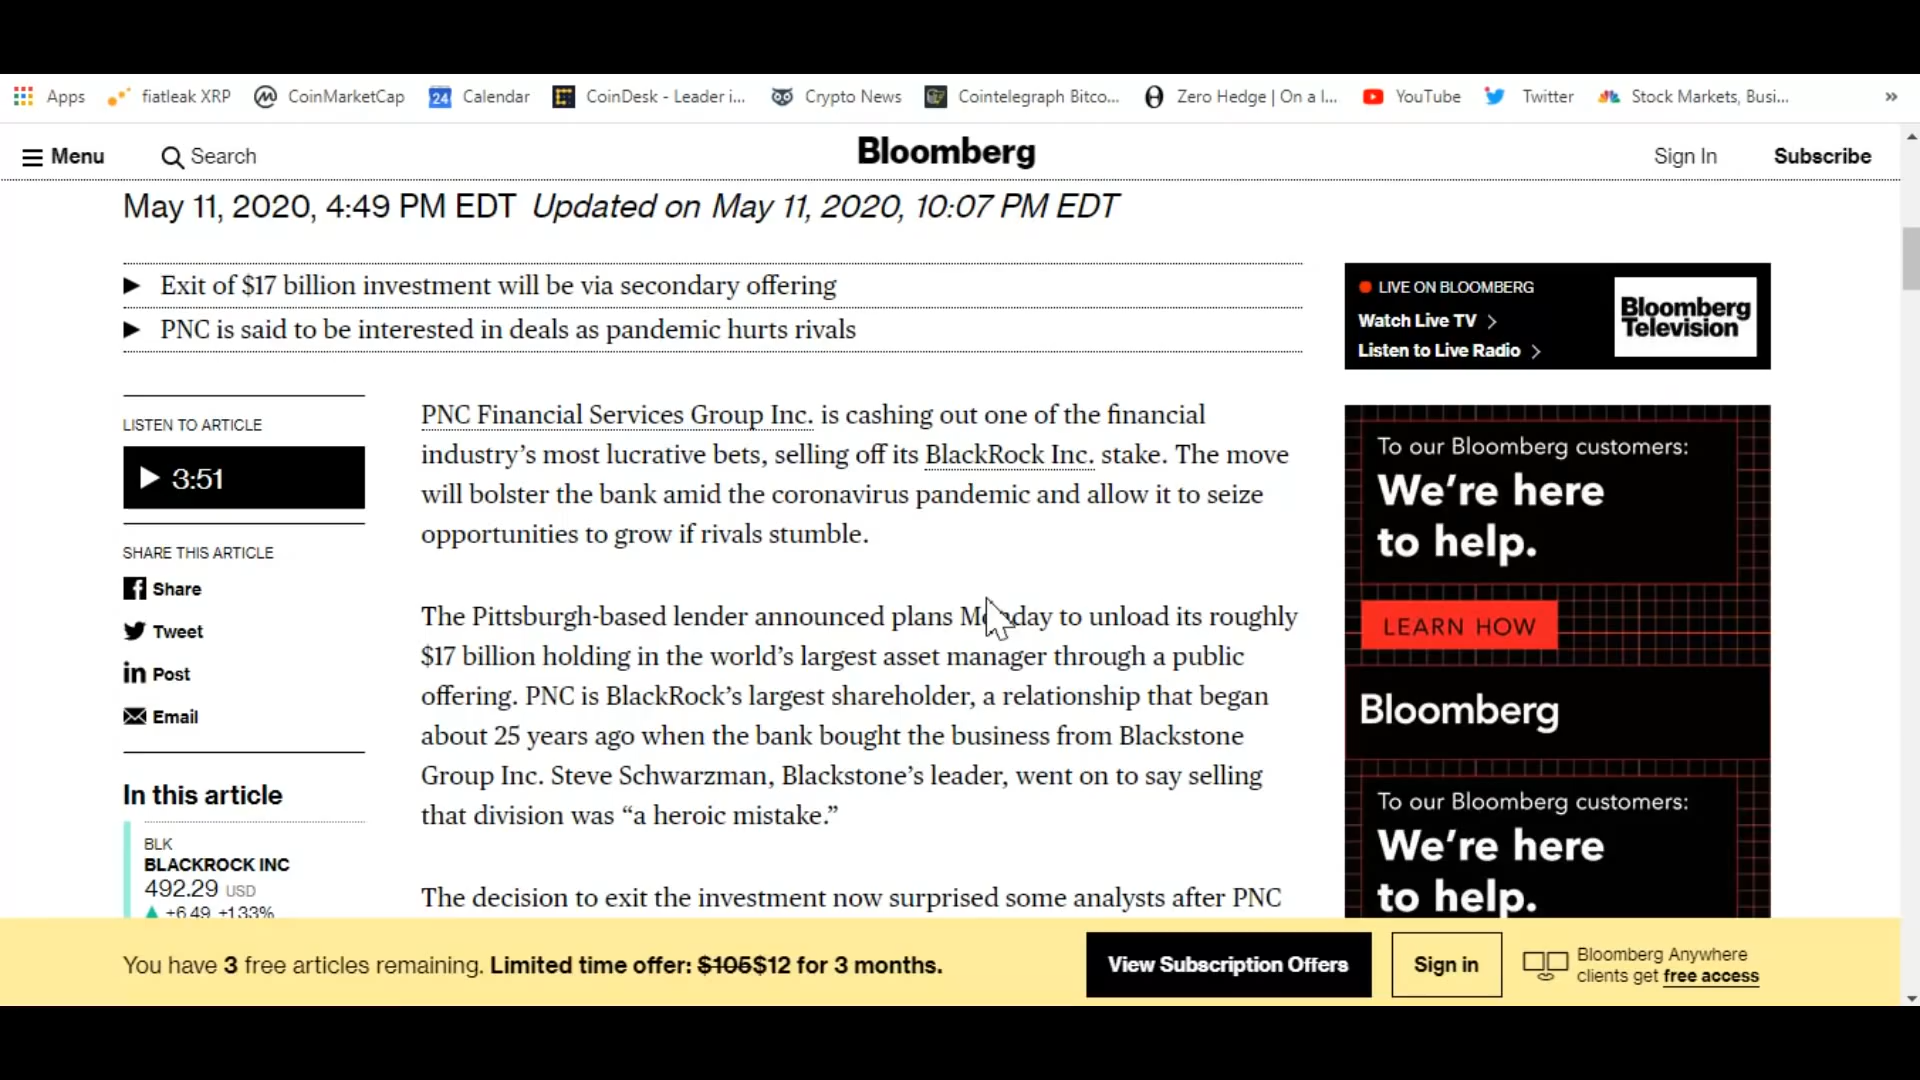 Apps fiatleak XRP CoinMarketCap 24 Calendar CoinDesk - Leader i... Crypto News Cointelegraph Bitco... Zero Hedge | On a l... YouTube Twitter Stock Markets, Busi... »
Menu Search Bloomberg Sign In Subscribe
May 11, 2020, 4:49 PM EDT Updated on May 11, 2020, 10:07 PM EDT
Exit of $17 billion investment will be via secondary offering
PNC is said to be interested in deals as pandemic hurts rivals
LISTEN TO ARTICLE
3:51
SHARE THIS ARTICLE
Share
Tweet
in Post
Email
In this article
BLK
BLACKROCK INC
492.29 USD
▲ +6.49 +1.33%
PNC Financial Services Group Inc. is cashing out one of the financial
industry’s most lucrative bets, selling off its BlackRock Inc. stake. The move
will bolster the bank amid the coronavirus pandemic and allow it to seize
opportunities to grow if rivals stumble.
The Pittsburgh-based lender announced plans Monday to unload its roughly
$17 billion holding in the world’s largest asset manager through a public
offering. PNC is BlackRock’s largest shareholder, a relationship that began
about 25 years ago when the bank bought the business from Blackstone
Group Inc. Steve Schwarzman, Blackstone’s leader, went on to say selling
that division was “a heroic mistake.”
The decision to exit the investment now surprised some analysts after PNC
LIVE ON BLOOMBERG
Watch Live TV >
Listen to Live Radio >
Bloomberg
Television
To our Bloomberg customers:
We’re here
to help.
LEARN HOW
Bloomberg
To our Bloomberg customers:
We’re here
to help.
You have 3 free articles remaining. Limited time offer: $105$12 for 3 months.
View Subscription Offers
Sign in
Bloomberg Anywhere
clients get free access